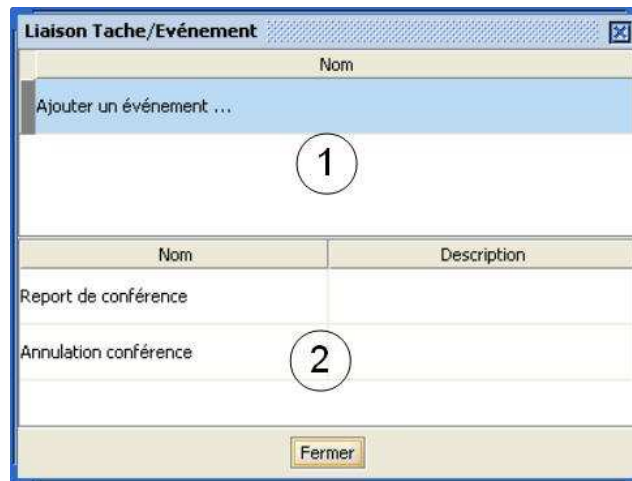 Liaison Tache/Evénement
Nom
Ajouter un événement ...
1
Nom Description
Report de conférence
Annulation conférence
2
Fermer